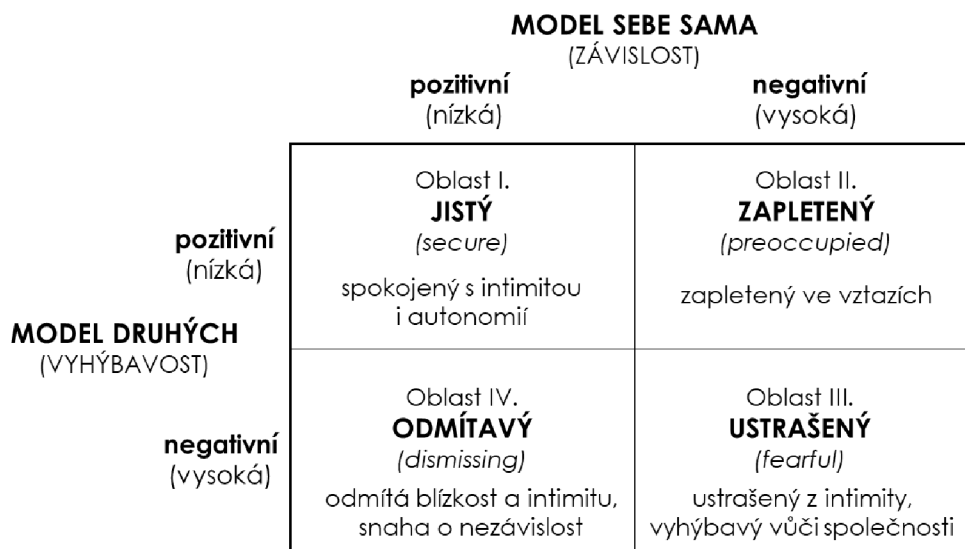 MODEL SEBE SAMA
(ZÁVISLOST)
pozitivní
(nízká)
negativní
(vysoká)
MODEL DRUHÝCH
(VYHÝBAVOST)
pozitivní
(nízká)
Oblast I.
JISTÝ
(secure)
spokojený s intimitou
i autonomií
Oblast II.
ZAPLETENÝ
(preoccupied)
zapletený ve vztazích
negativní
(vysoká)
Oblast IV.
ODMÍTAVÝ
(dismissing)
odmítá blízkost a intimitu,
snaha o nezávislost
Oblast III.
USTRAŠENÝ
(fearful)
ustrašený z intimity,
vyhýbavý vůči společnosti